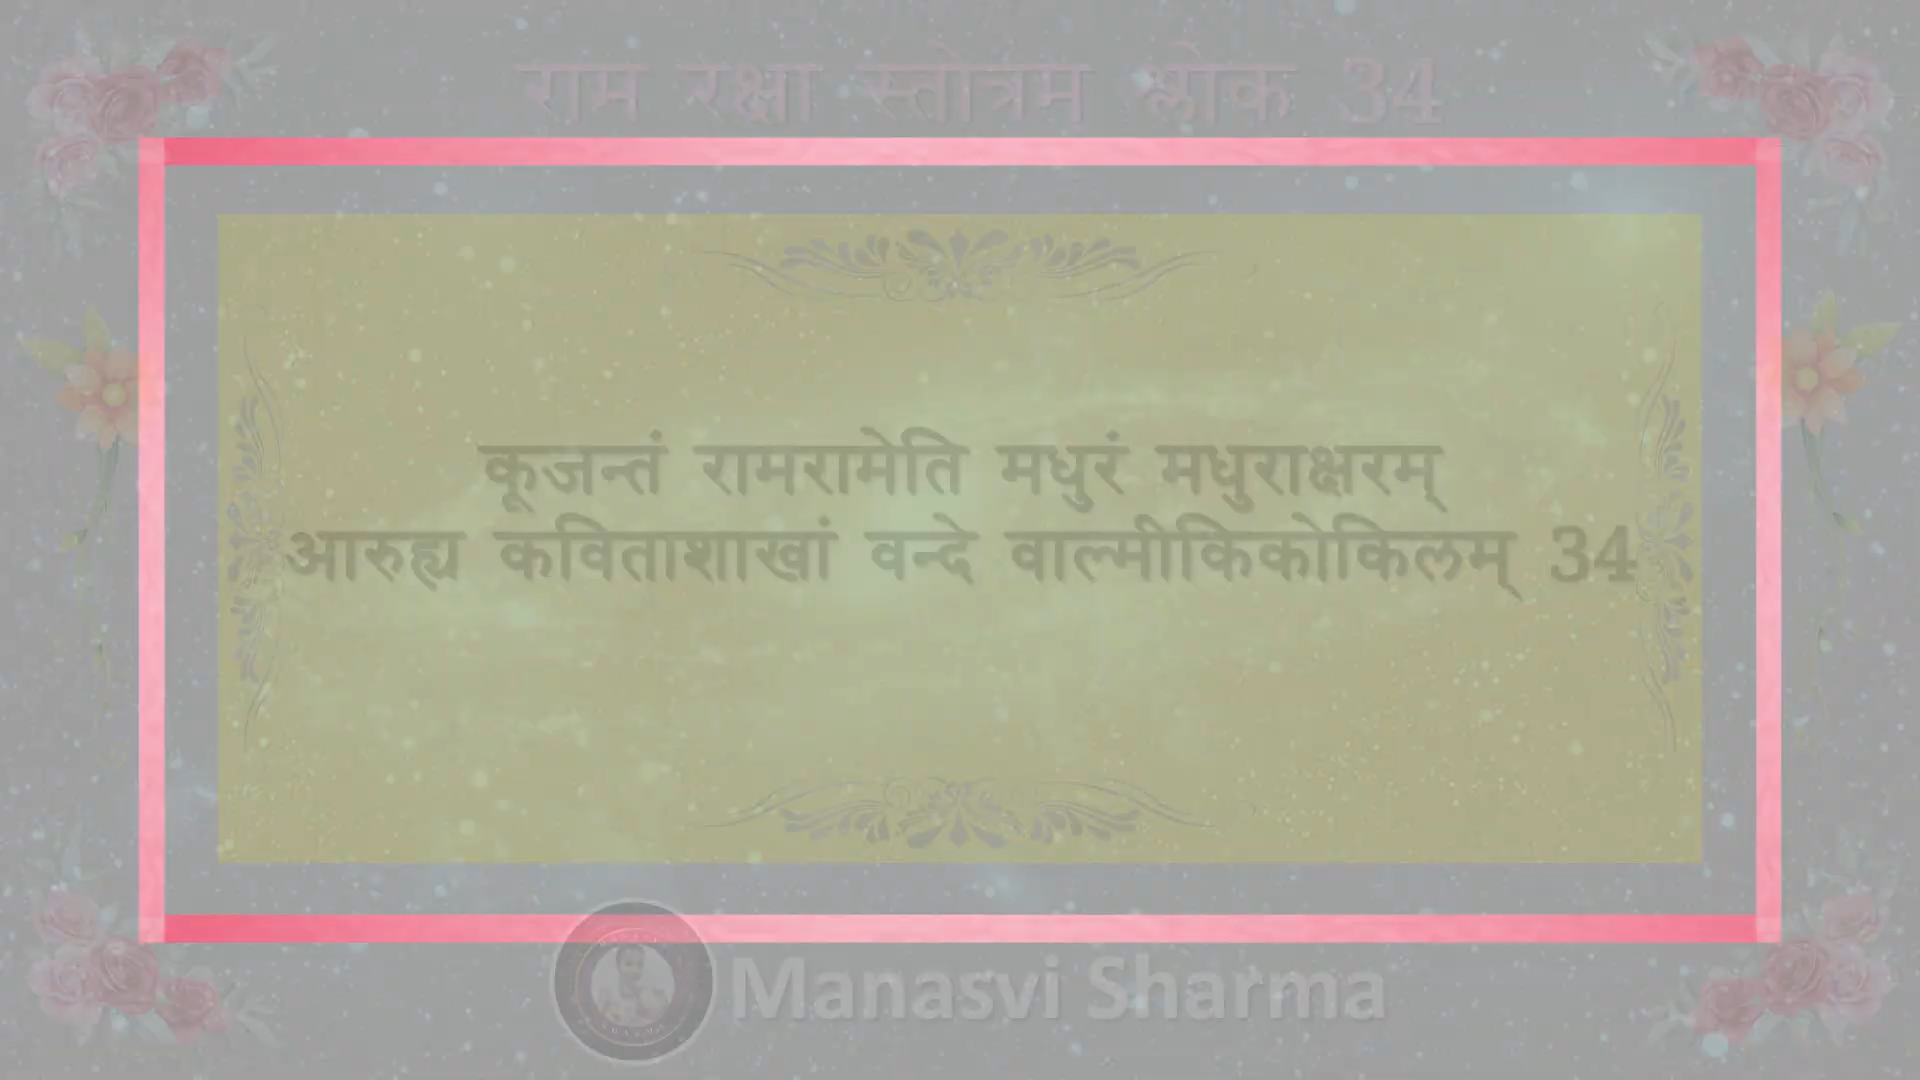 राम रक्षा स्तोत्रम श्लोक 34
कूजन्तं रामरामेति मधुरं मधुराक्षरम्
आरुह्य कविताशाखां वन्दे वाल्मीकिकोकिलम् 34
Manasvi Sharma